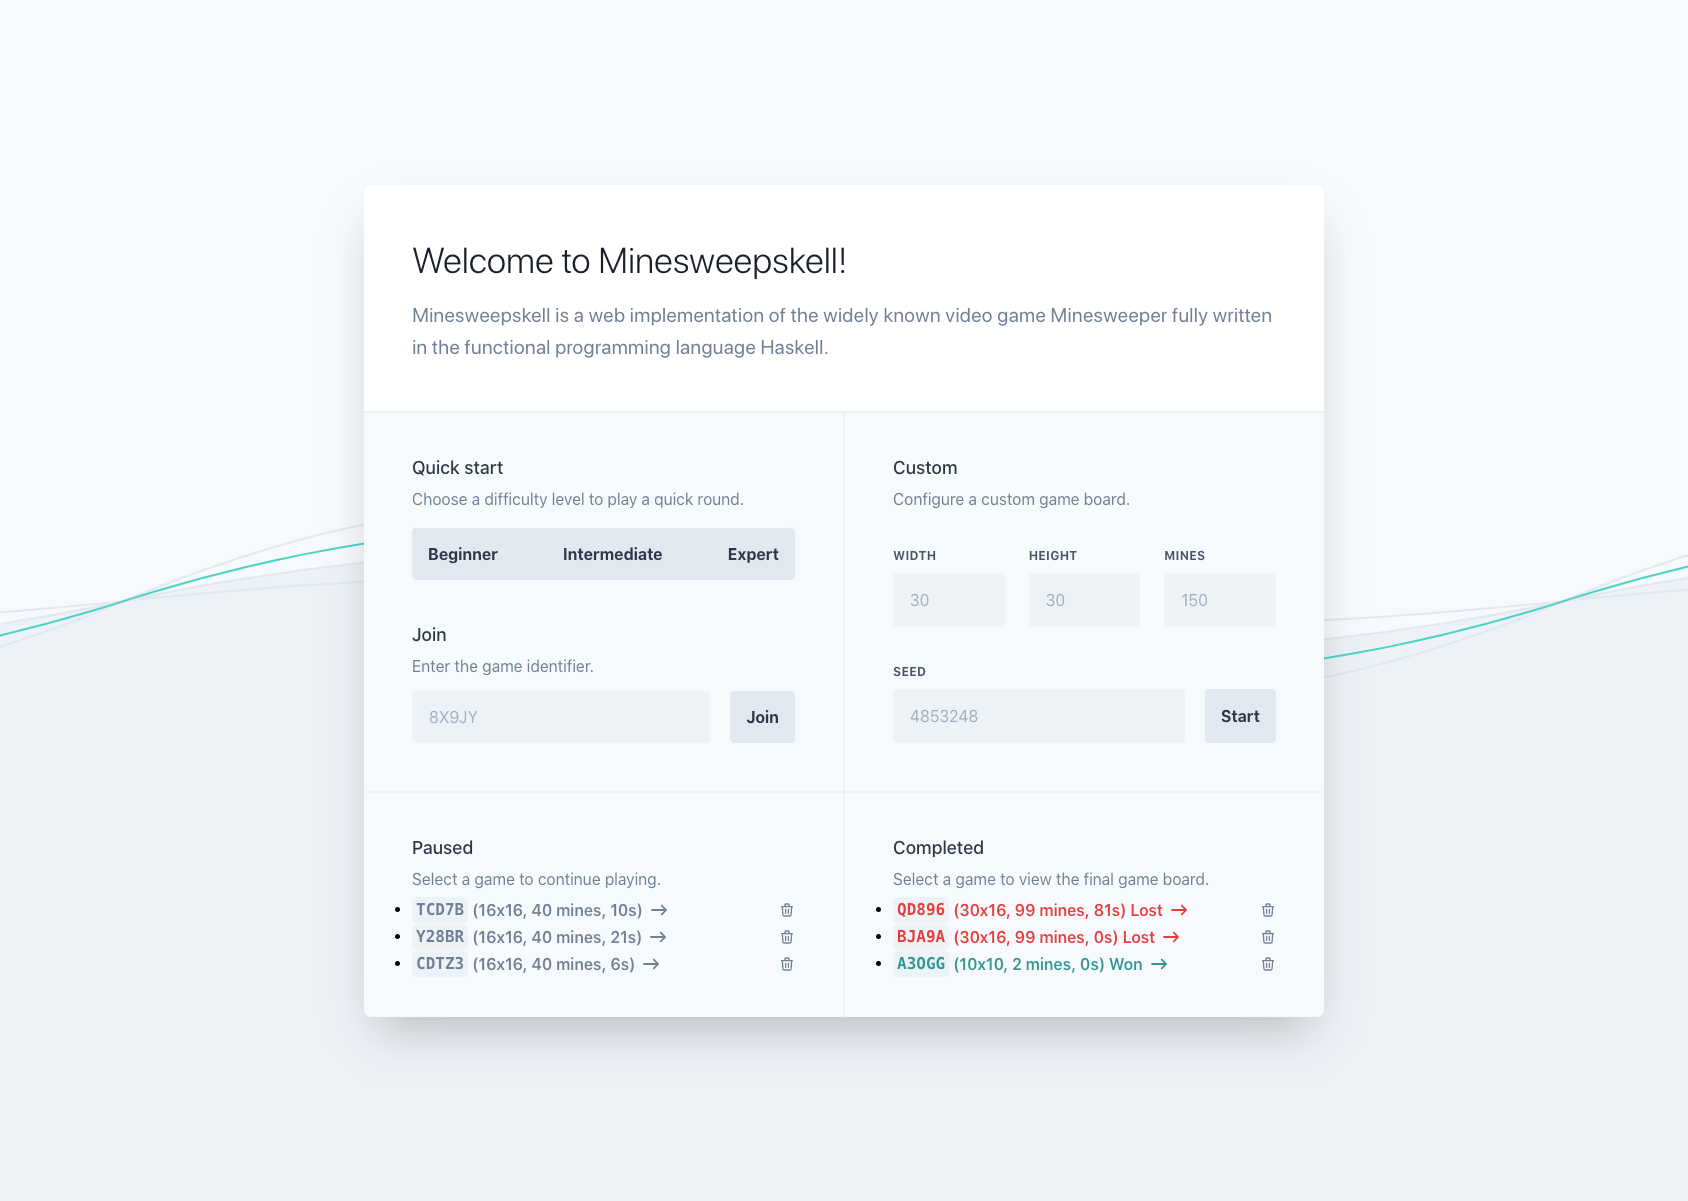 Welcome to Minesweepskell!
Minesweepskell is a web implementation of the widely known video game Minesweeper fully written
in the functional programming language Haskell.
Quick start
Choose a difficulty level to play a quick round.
Beginner Intermediate Expert
Join
Enter the game identifier.
8X9JY Join
Custom
Configure a custom game board.
WIDTH HEIGHT MINES
30 30 150
SEED
4853248 Start
Paused
Select a game to continue playing.
TCD7B (16x16, 40 mines, 10s) →
Y28BR (16x16, 40 mines, 21s) →
CDTZ3 (16x16, 40 mines, 6s) →
Completed
Select a game to view the final game board.
QD896 (30x16, 99 mines, 81s) Lost →
BJA9A (30x16, 99 mines, 0s) Lost →
A3OGG (10x10, 2 mines, 0s) Won →